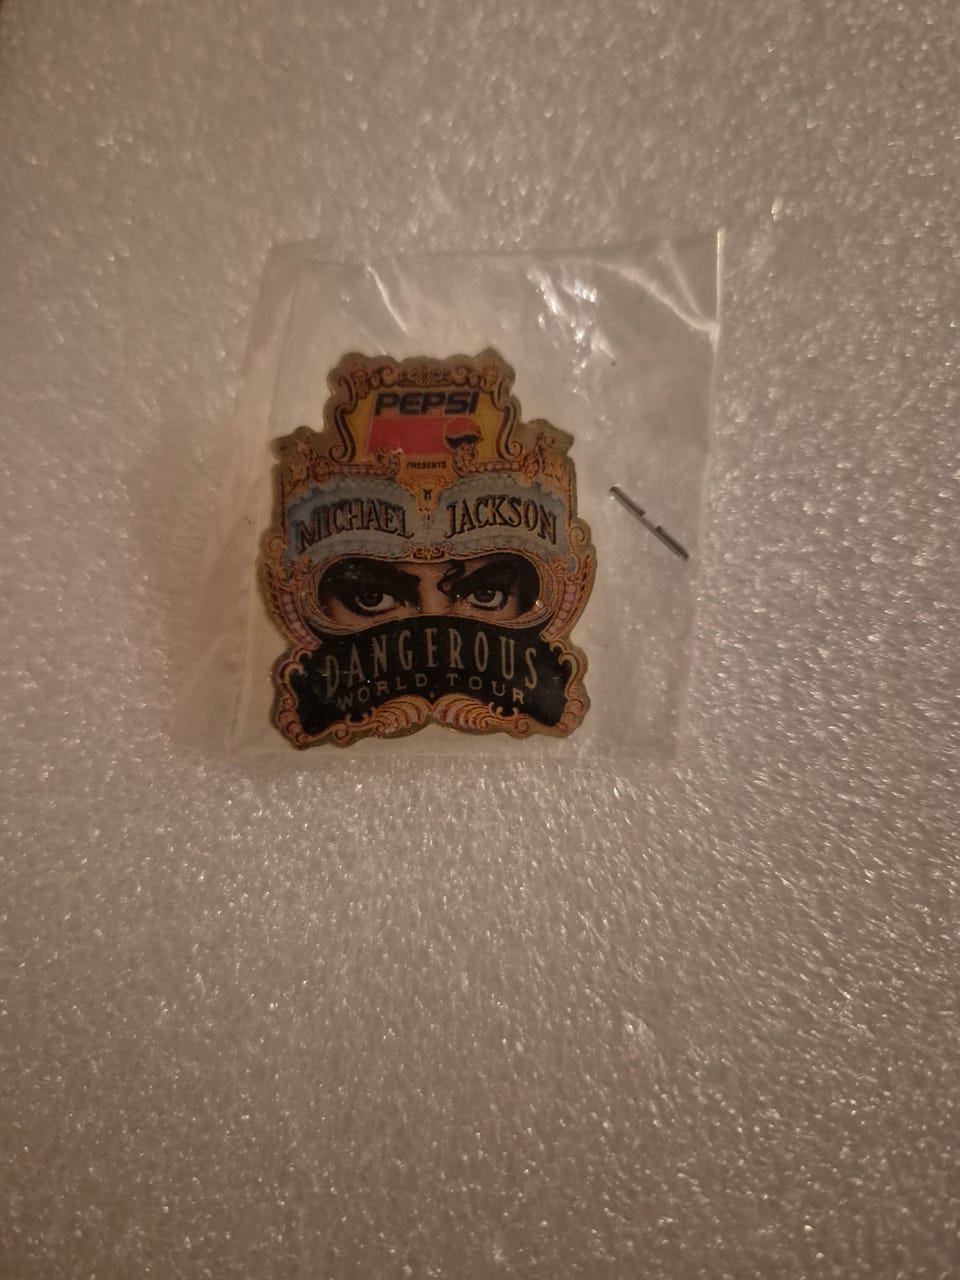 PEPSI
PRESENTS
MICHAEL JACKSON
DANGEROUS
WORLD TOUR